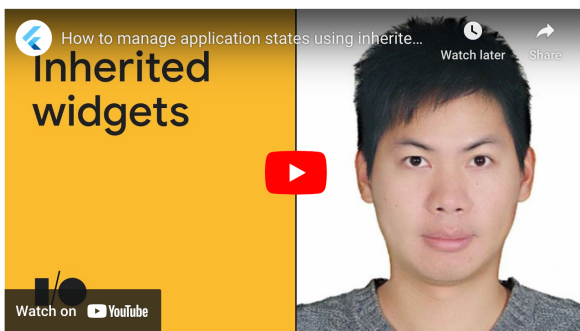 How to manage application states using inherite...
Watch later
Share
Inherited
widgets
I/O
Watch on YouTube